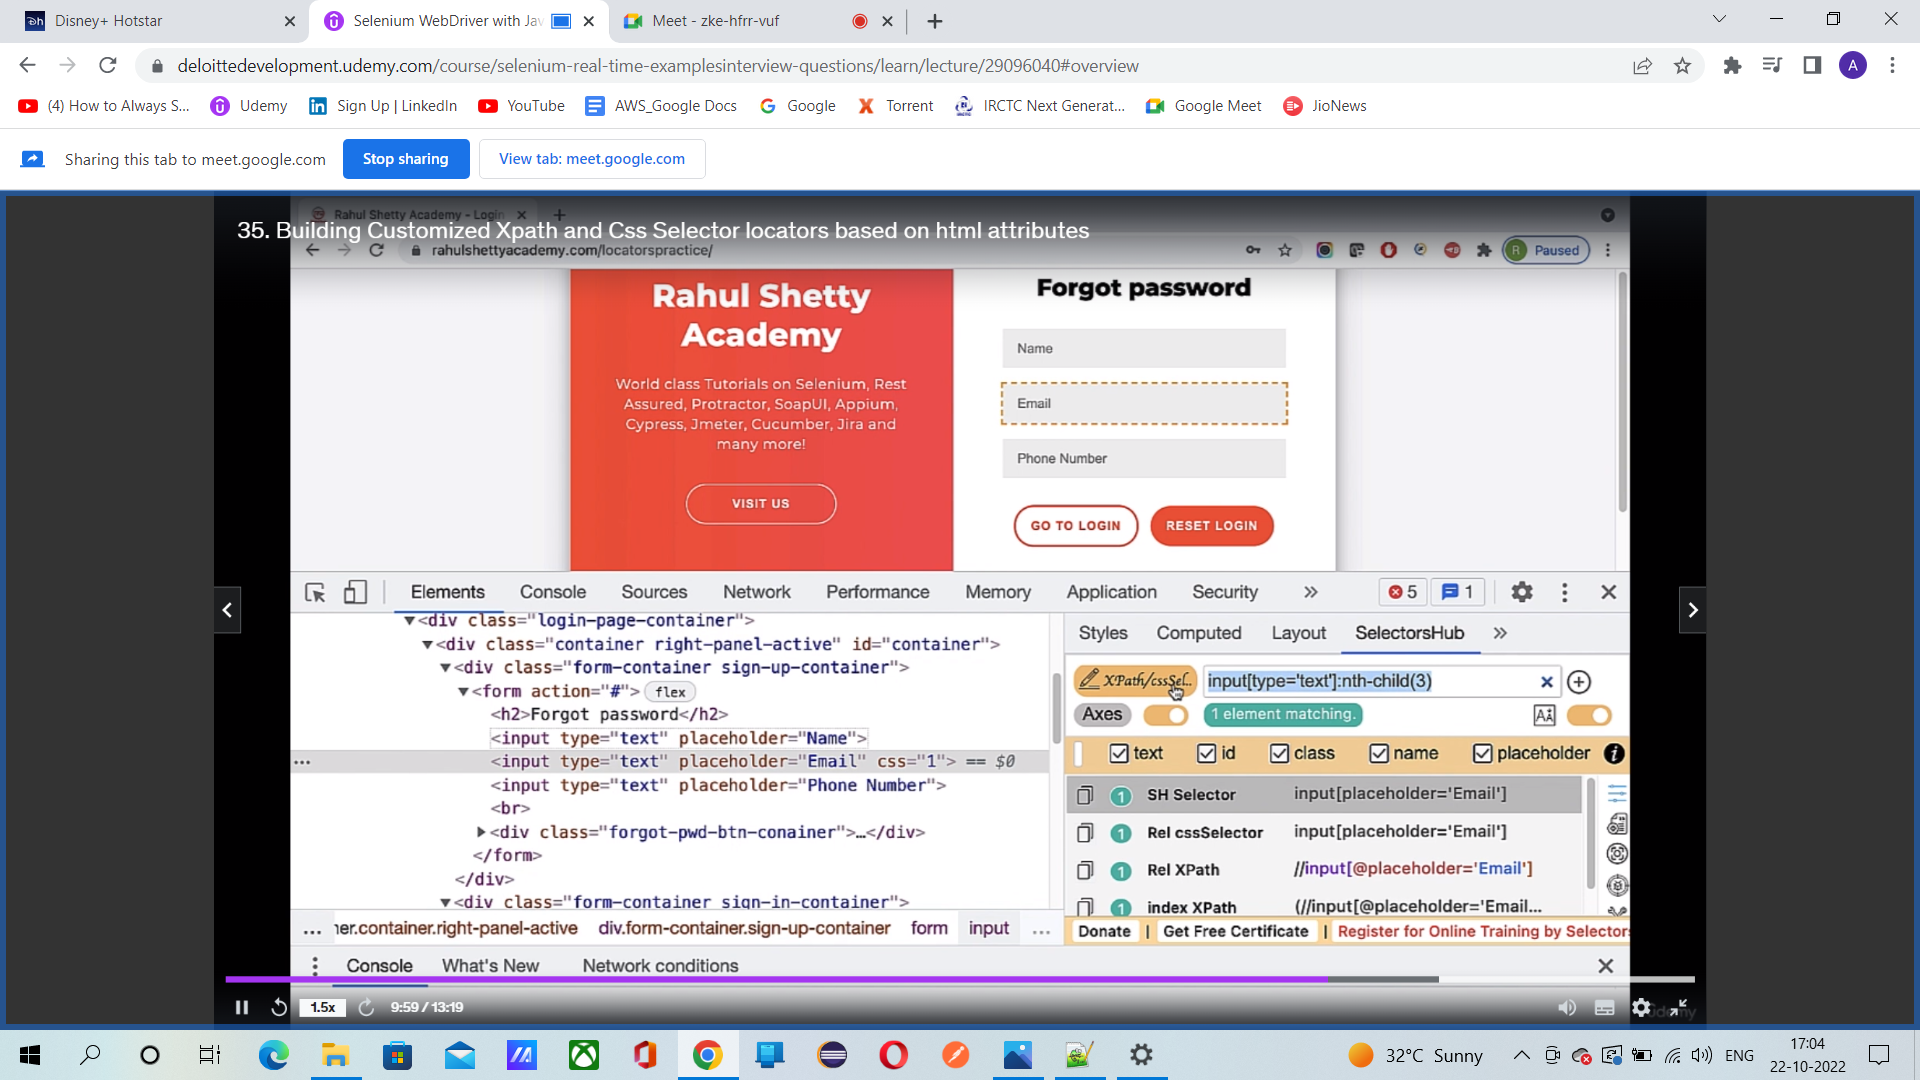 Disney+ Hotstar
Selenium WebDriver with Jav
Meet - zke-hfrr-vuf
deloittedevelopment.udemy.com/course/selenium-real-time-examplesinterview-questions/learn/lecture/29096040#overview
A
(4) How to Always S...
Udemy
Sign Up | LinkedIn
YouTube
AWS_Google Docs
Google
Torrent
IRCTC Next Generat...
Google Meet
JioNews
Sharing this tab to meet.google.com
Stop sharing
View tab: meet.google.com
Rahul Shetty Academy - Login
35. Building Customized Xpath and Css Selector locators based on html attributes
rahulshettyacademy.com/locatorspractice/
R Paused
Rahul Shetty
Academy
World class Tutorials on Selenium, Rest
Assured, Protractor, SoapUI, Appium,
Cypress, Jmeter, Cucumber, Jira and
many more!
VISIT US
Forgot password
Name
Email
Phone Number
GO TO LOGIN
RESET LOGIN
Elements
Console
Sources
Network
Performance
Memory
Application
Security
5
1
▼<div class="login-page-container">
▼<div class="container right-panel-active" id="container">
▼<div class="form-container sign-up-container">
▼<form action="#"> flex
<h2>Forgot password</h2>
<input type="text" placeholder="Name">
... <input type="text" placeholder="Email" css="1"> == $0
<input type="text" placeholder="Phone Number">
<br>
▶<div class="forgot-pwd-btn-conainer">…</div>
</form>
</div>
▼<div class="form-container sign-in-container">
... ner.container.right-panel-active div.form-container.sign-up-container form input ...
Styles
Computed
Layout
SelectorsHub
XPath/cssSel..
input[type='text']:nth-child(3)
Axes
1 element matching.
text
id
class
name
placeholder
1 SH Selector input[placeholder='Email']
1 Rel cssSelector input[placeholder='Email']
1 Rel XPath //input[@placeholder='Email']
1 index XPath (//input[@placeholder='Email...
Donate | Get Free Certificate | Register for Online Training by Selectors
Console
What's New
Network conditions
1.5x
9:59 / 13:19
32°C Sunny
ENG
17:04
22-10-2022